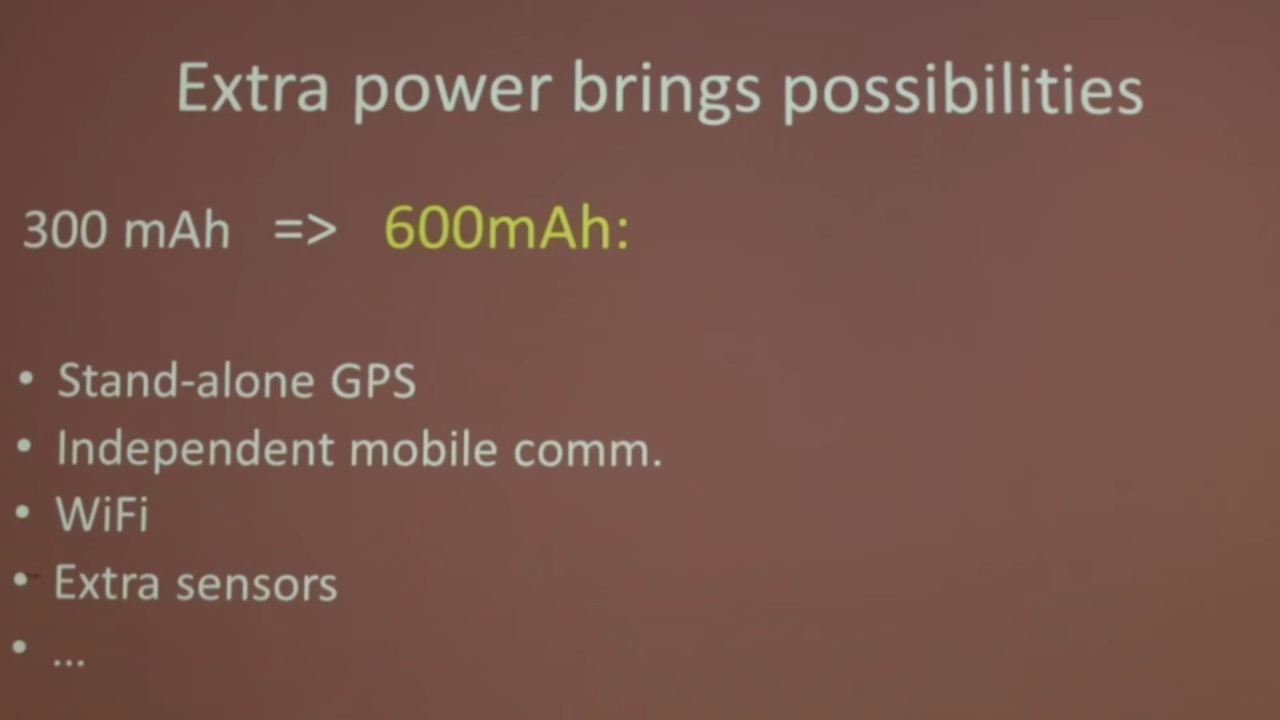 Extra power brings possibilities
300 mAh => 600mAh:
• Stand-alone GPS
• Independent mobile comm.
• WiFi
• Extra sensors
• ...